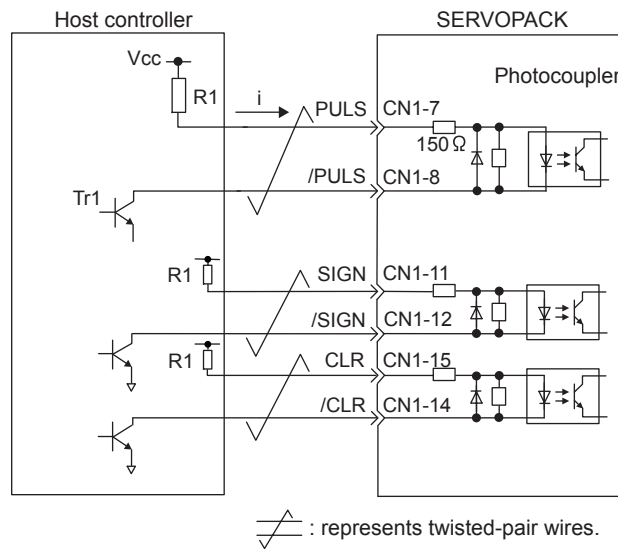 Host controller
SERVOPACK
Vcc
Photocoupler
R1
i
PULS
CN1-7
150 Ω
/PULS
CN1-8
Tr1
R1
SIGN
CN1-11
/SIGN
CN1-12
R1
CLR
CN1-15
/CLR
CN1-14
: represents twisted-pair wires.